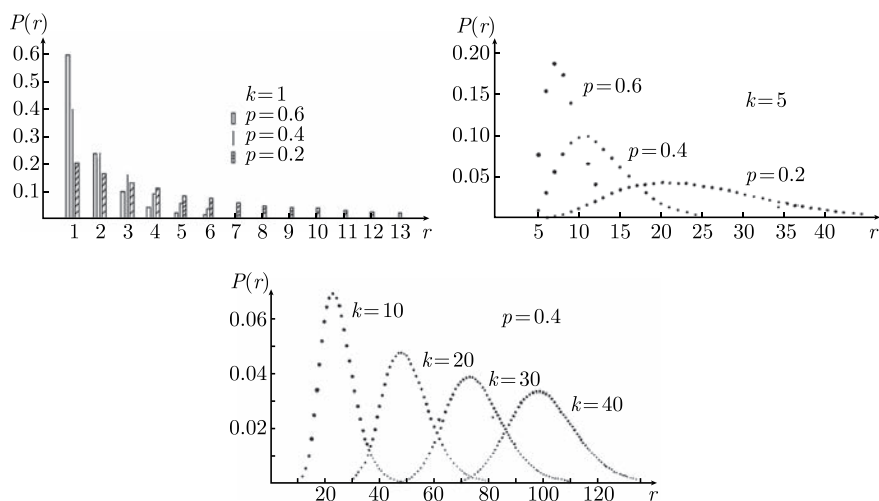 P(r)
0.6
0.5
0.4
0.3
0.2
0.1
k=1
p=0.6
p=0.4
p=0.2
1 2 3 4 5 6 7 8 9 10 11 12 13 r
P(r)
0.20
0.15
0.10
0.05
p=0.6
k=5
p=0.4
p=0.2
5 10 15 20 25 30 35 40 r
P(r)
0.06
0.04
0.02
k=10
p=0.4
k=20
k=30
k=40
20 40 60 80 100 120 r